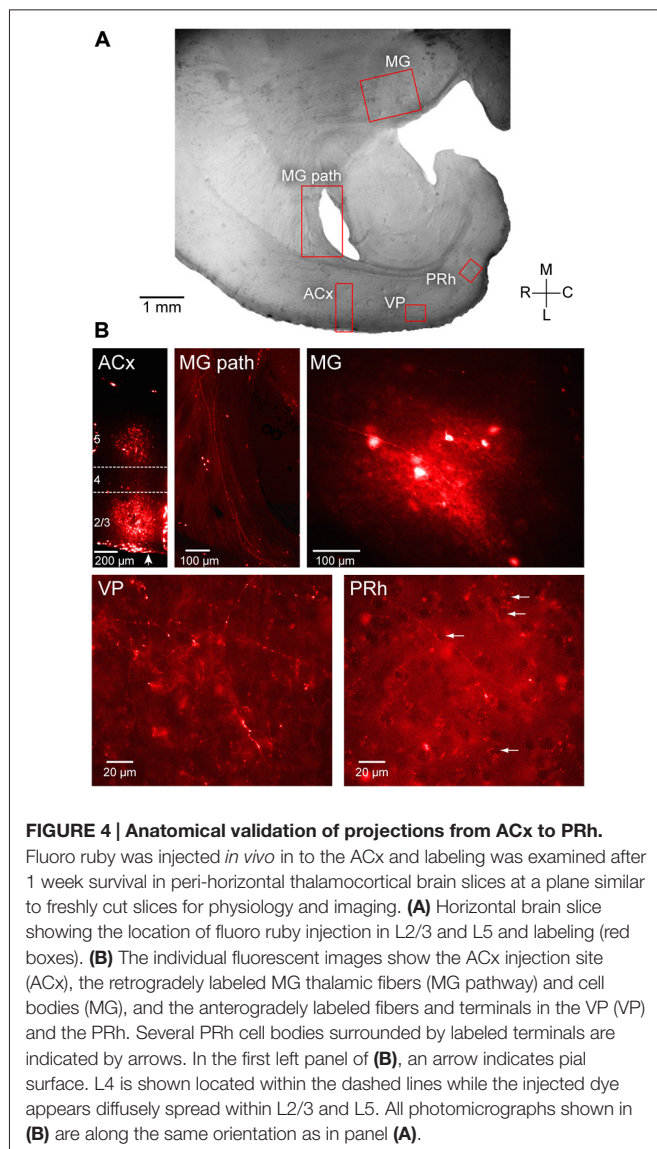 A
MG
MG path
PRh
ACx
VP
1 mm
M
R C
L
B
ACx
MG path
MG
5
4
2/3
200 µm
100 µm
100 µm
VP
PRh
20 µm
20 µm
FIGURE 4 | Anatomical validation of projections from ACx to PRh.
Fluoro ruby was injected in vivo in to the ACx and labeling was examined after
1 week survival in peri-horizontal thalamocortical brain slices at a plane similar
to freshly cut slices for physiology and imaging. (A) Horizontal brain slice
showing the location of fluoro ruby injection in L2/3 and L5 and labeling (red
boxes). (B) The individual fluorescent images show the ACx injection site
(ACx), the retrogradely labeled MG thalamic fibers (MG pathway) and cell
bodies (MG), and the anterogradely labeled fibers and terminals in the VP (VP)
and the PRh. Several PRh cell bodies surrounded by labeled terminals are
indicated by arrows. In the first left panel of (B), an arrow indicates pial
surface. L4 is shown located within the dashed lines while the injected dye
appears diffusely spread within L2/3 and L5. All photomicrographs shown in
(B) are along the same orientation as in panel (A).